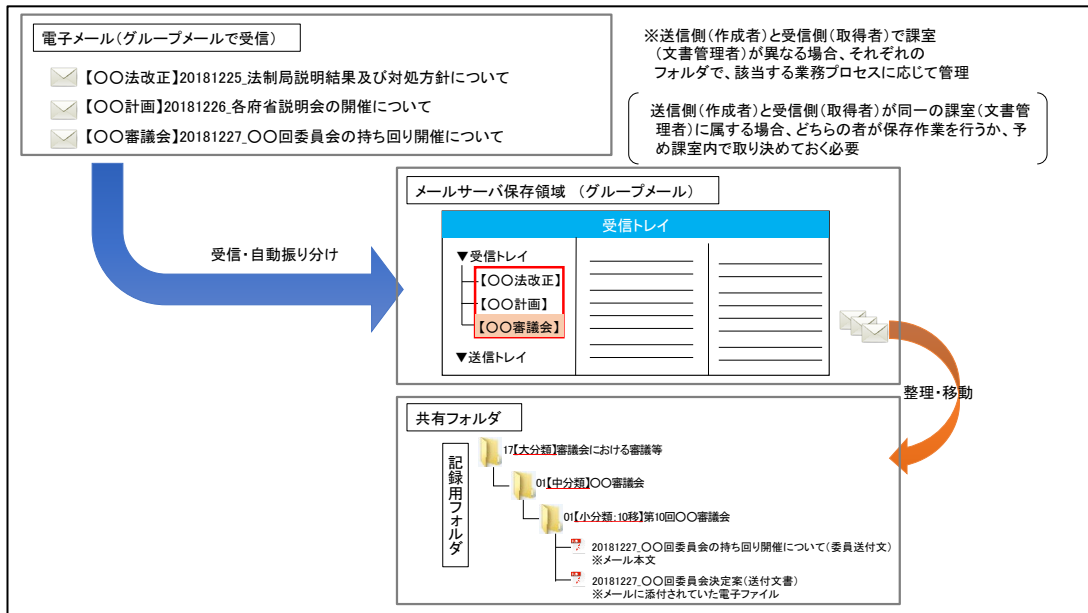 電子メール（グループメールで受信）
【〇〇法改正】20181225_法制局説明結果及び対処方針について
【〇〇計画】20181226_各府省説明会の開催について
【〇〇審議会】20181227_〇〇回委員会の持ち回り開催について
※送信側（作成者）と受信側（取得者）で課室
（文書管理者）が異なる場合、それぞれの
フォルダで、該当する業務プロセスに応じて管理
送信側（作成者）と受信側（取得者）が同一の課室（文書管
理者）に属する場合、どちらの者が保存作業を行うか、予
め課室内で取り決めておく必要
受信・自動振り分け
メールサーバ保存領域　（グループメール）
受信トレイ
▼受信トレイ
【〇〇法改正】
【〇〇計画】
【〇〇審議会】
▼送信トレイ
整理・移動
共有フォルダ
記録用フォルダ
17【大分類】審議会における審議等
01【中分類】〇〇審議会
01【小分類：10移】第10回〇〇審議会
20181227_〇〇回委員会の持ち回り開催について（委員送付文）
※メール本文
20181227_〇〇回委員会決定案（送付文書）
※メールに添付されていた電子ファイル